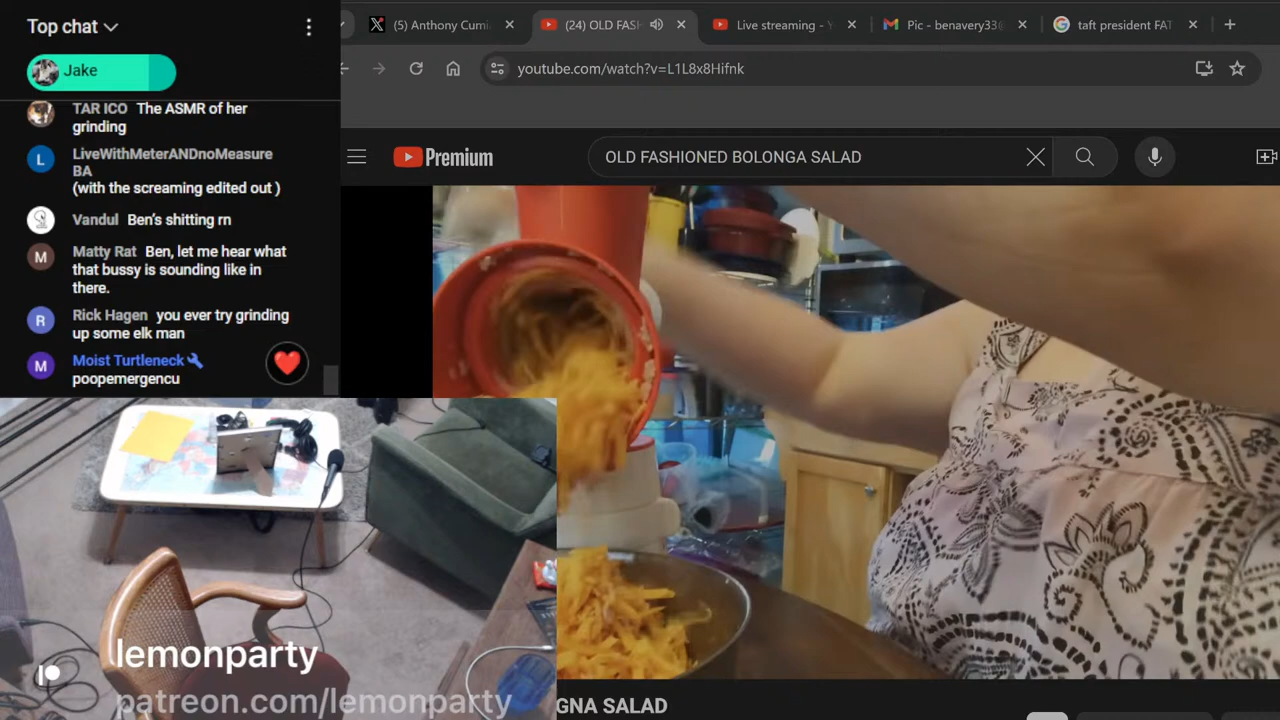 Top chat
Jake
TAR ICO The ASMR of her
grinding
L
LiveWithMeterANDnoMeasure
BA
(with the screaming edited out )
Vandul Ben's shitting rn
M
Matty Rat Ben, let me hear what
that bussy is sounding like in
there.
R
Rick Hagen you ever try grinding
up some elk man
M
Moist Turtleneck
poopemergencu
(5) Anthony Cumi
(24) OLD FASH
Live streaming - Y
Pic - benavery33@
taft president FAT
youtube.com/watch?v=L1L8x8Hifnk
Premium
OLD FASHIONED BOLONGA SALAD
lemonparty
patreon.com/lemonparty
GNA SALAD